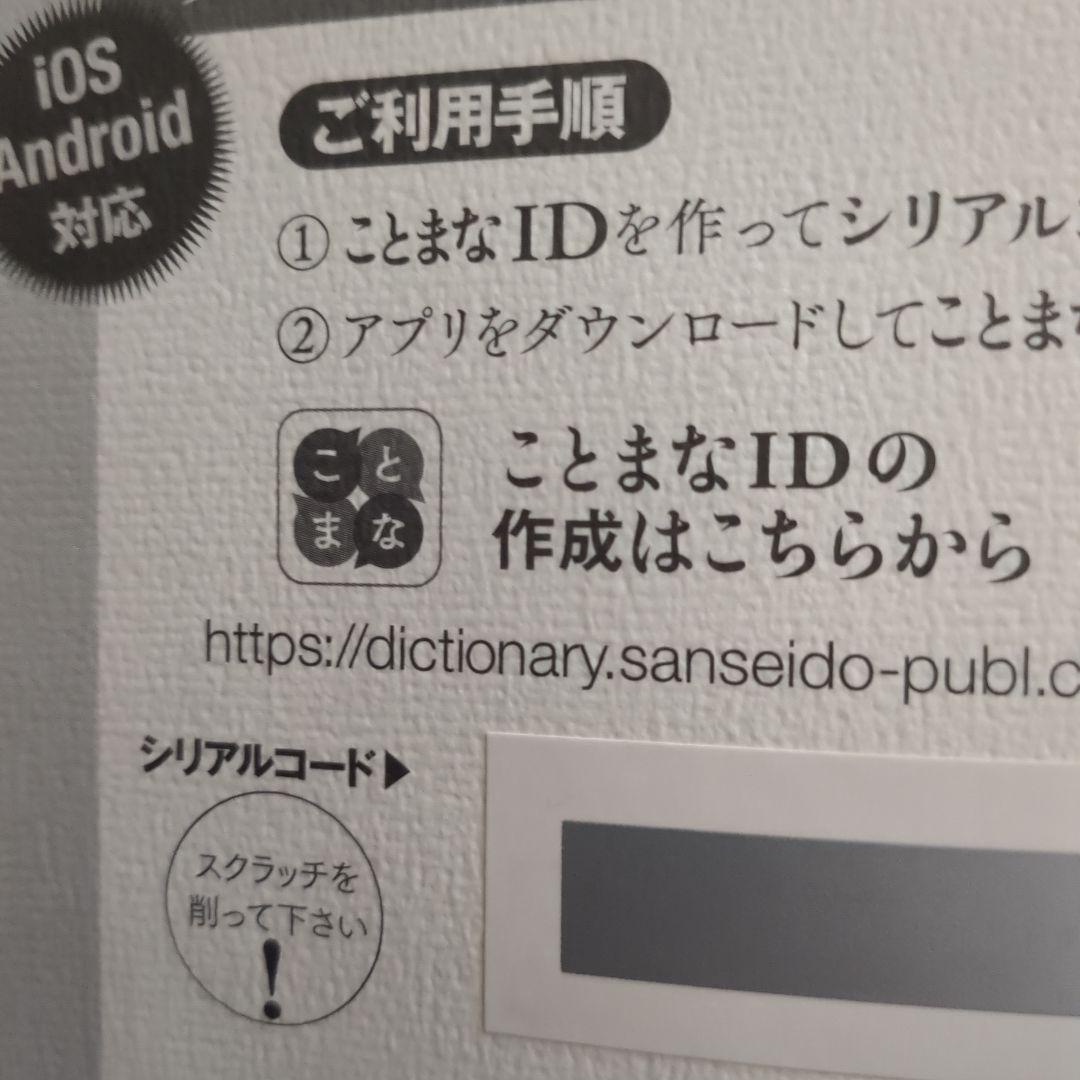 iOS
Android
対応
ご利用手順
① ことまなIDを作ってシリアル
② アプリをダウンロードしてことま
こと
まな
ことまなIDの
作成はこちらから
https://dictionary.sanseido-publ.c
シリアルコード▶
スクラッチを
削って下さい
!